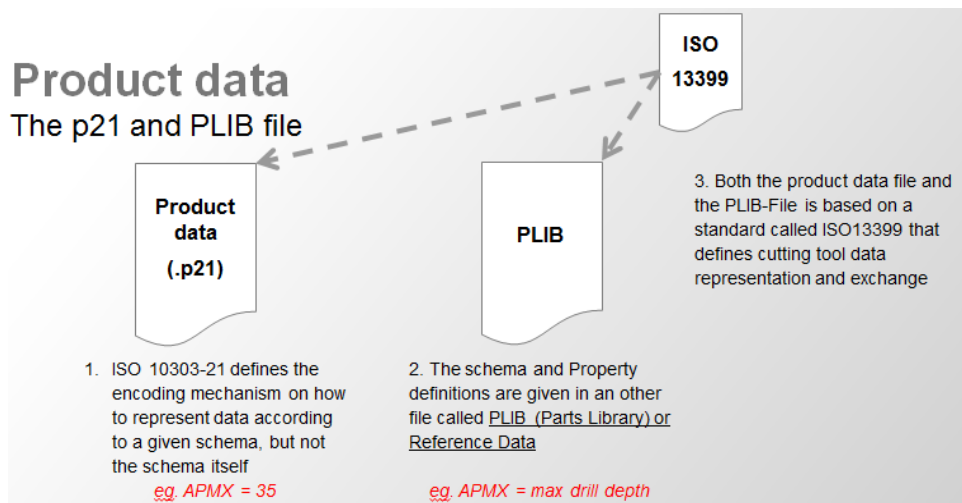 Product data
The p21 and PLIB file
ISO
13399
Product
data
(.p21)
PLIB
3. Both the product data file and
the PLIB-File is based on a
standard called ISO13399 that
defines cutting tool data
representation and exchange
1. ISO 10303-21 defines the
encoding mechanism on how
to represent data according
to a given schema, but not
the schema itself
eg. APMX = 35
2. The schema and Property
definitions are given in an other
file called PLIB (Parts Library) or
Reference Data
eg. APMX = max drill depth